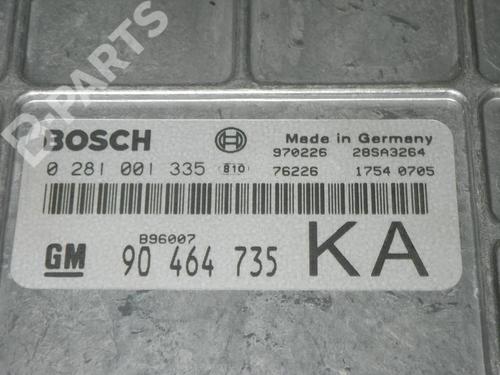 B-PARTS
BOSCH Made in Germany
970226 28SA3264
0 281 001 335 B10 76226 1754 0705
B96007
GM 90 464 735 KA